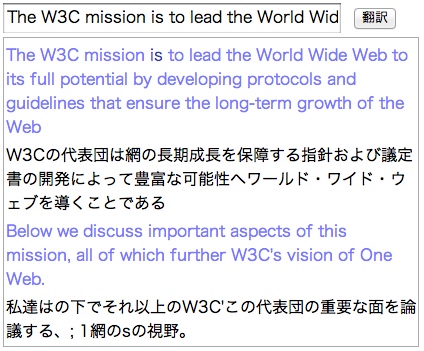 The W3C mission is to lead the World Wid
翻訳
The W3C mission is to lead the World Wide Web to
its full potential by developing protocols and
guidelines that ensure the long-term growth of the
Web
W3Cの代表団は網の長期成長を保障する指針および議定
書の開発によって豊富な可能性へワールド・ワイド・ウ
ェブを導くことである
Below we discuss important aspects of this
mission, all of which further W3C's vision of One
Web.
私達はの下でそれ以上のW3C'この代表団の重要な面を論
議する、; 1網のsの視野。